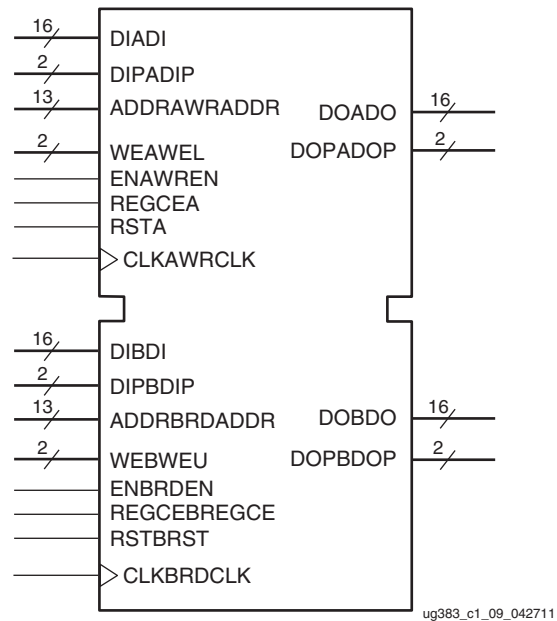 16 DIADI
2 DIPADIP
13 ADDRAWRADDR DOADO 16
2 WEAWEL DOPADOP 2
ENAWREN
REGCEA
RSTA
CLKAWRCLK
16 DIBDI
2 DIPBDIP
13 ADDRBRDADDR DOBDO 16
2 WEBWEU DOPBDOP 2
ENBRDEN
REGCEBREGCE
RSTBRST
CLKBRDCLK
ug383_c1_09_042711